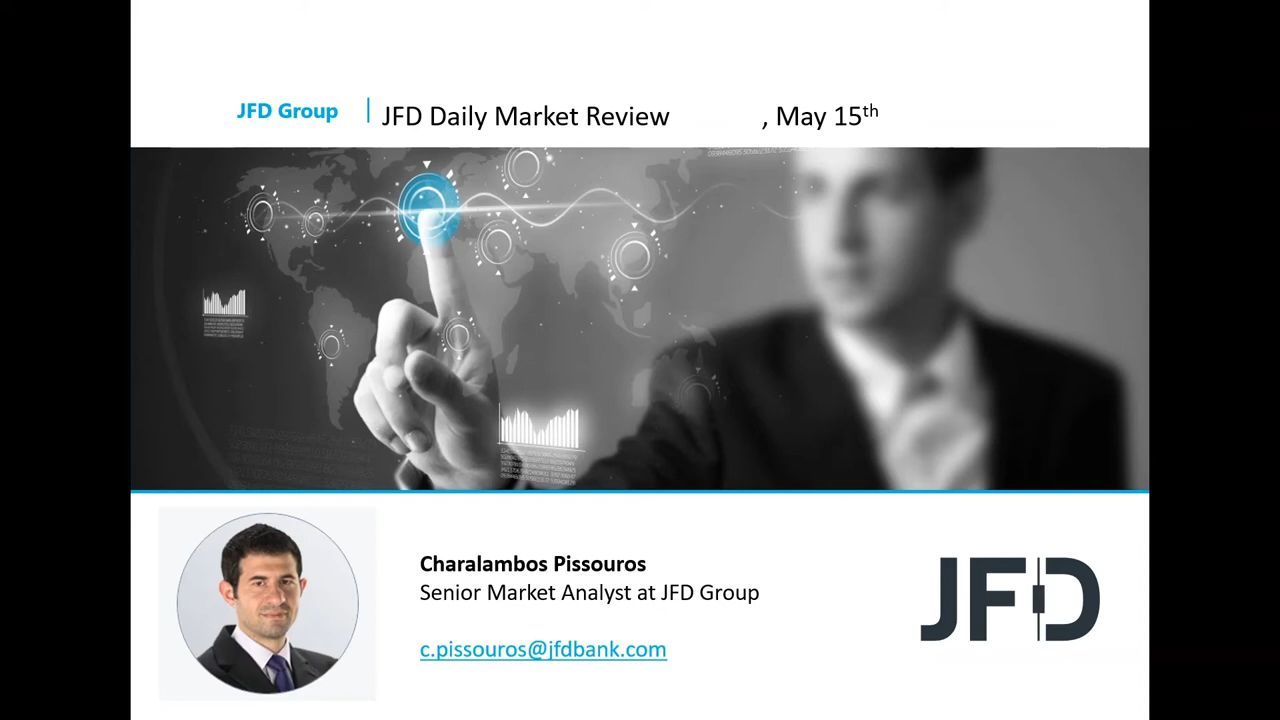 JFD Group
JFD Daily Market Review , May 15th
Charalambos Pissouros
Senior Market Analyst at JFD Group
c.pissouros@jfdbank.com
JFD